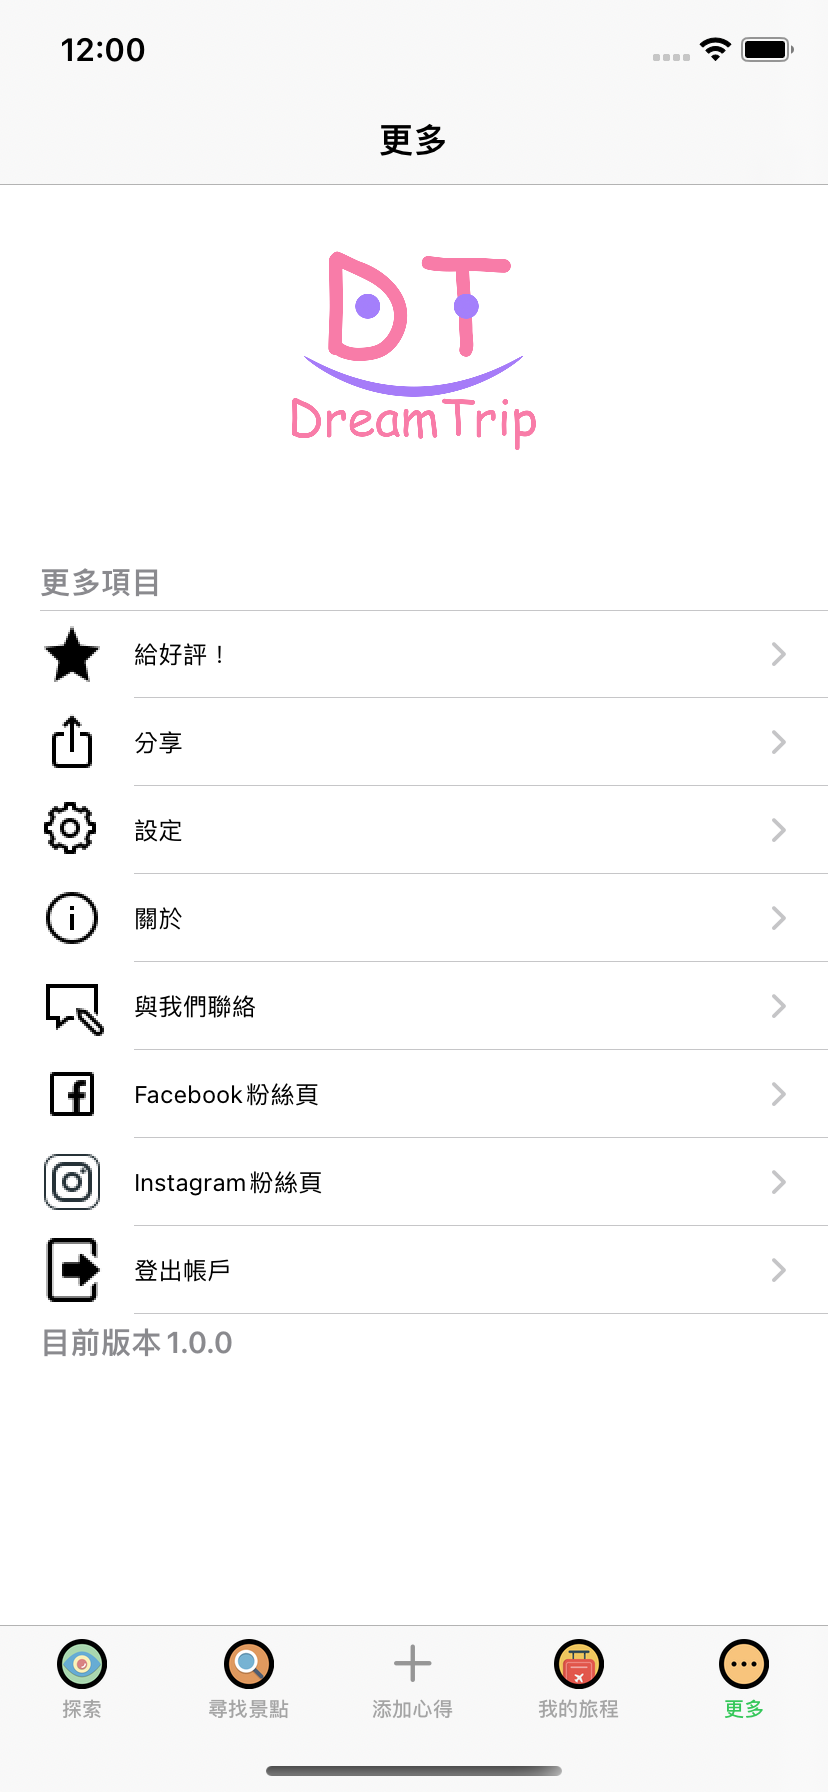 12:00
更多
DT
DreamTrip
更多項目
給好評！
分享
設定
關於
與我們聯絡
Facebook粉絲頁
Instagram粉絲頁
登出帳戶
目前版本 1.0.0
探索
尋找景點
添加心得
我的旅程
更多